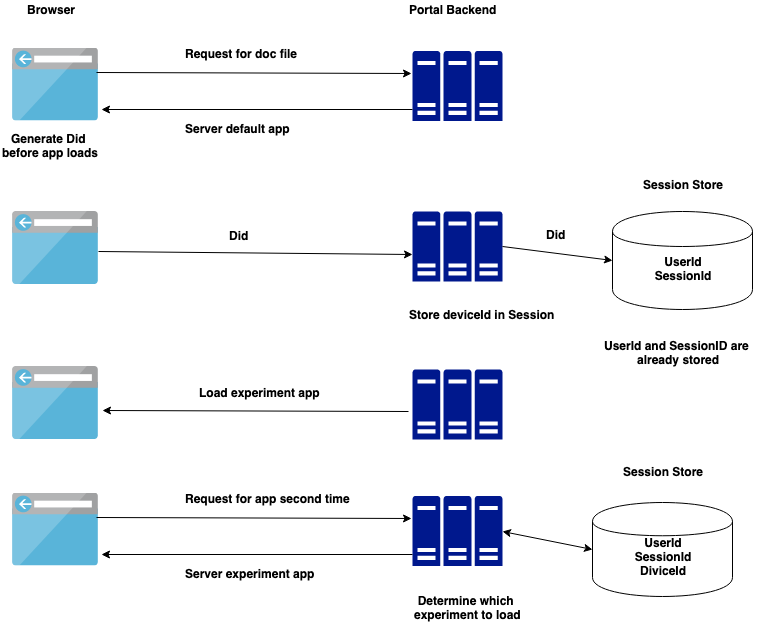 Browser
Portal Backend
Request for doc file
Server default app
Generate Did
before app loads
Session Store
Did
Did
UserId
SessionId
Store deviceId in Session
UserId and SessionID are
already stored
Load experiment app
Session Store
Request for app second time
UserId
SessionId
DiviceId
Server experiment app
Determine which
experiment to load